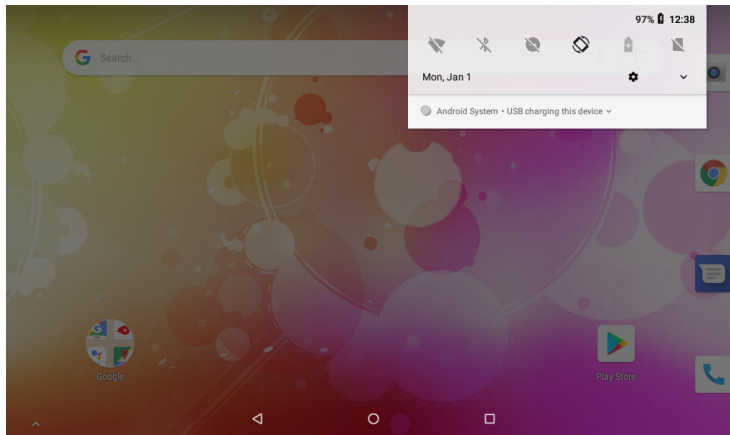 97% 12:38
Search...
Mon, Jan 1
Android System • USB charging this device
Google
Play Store